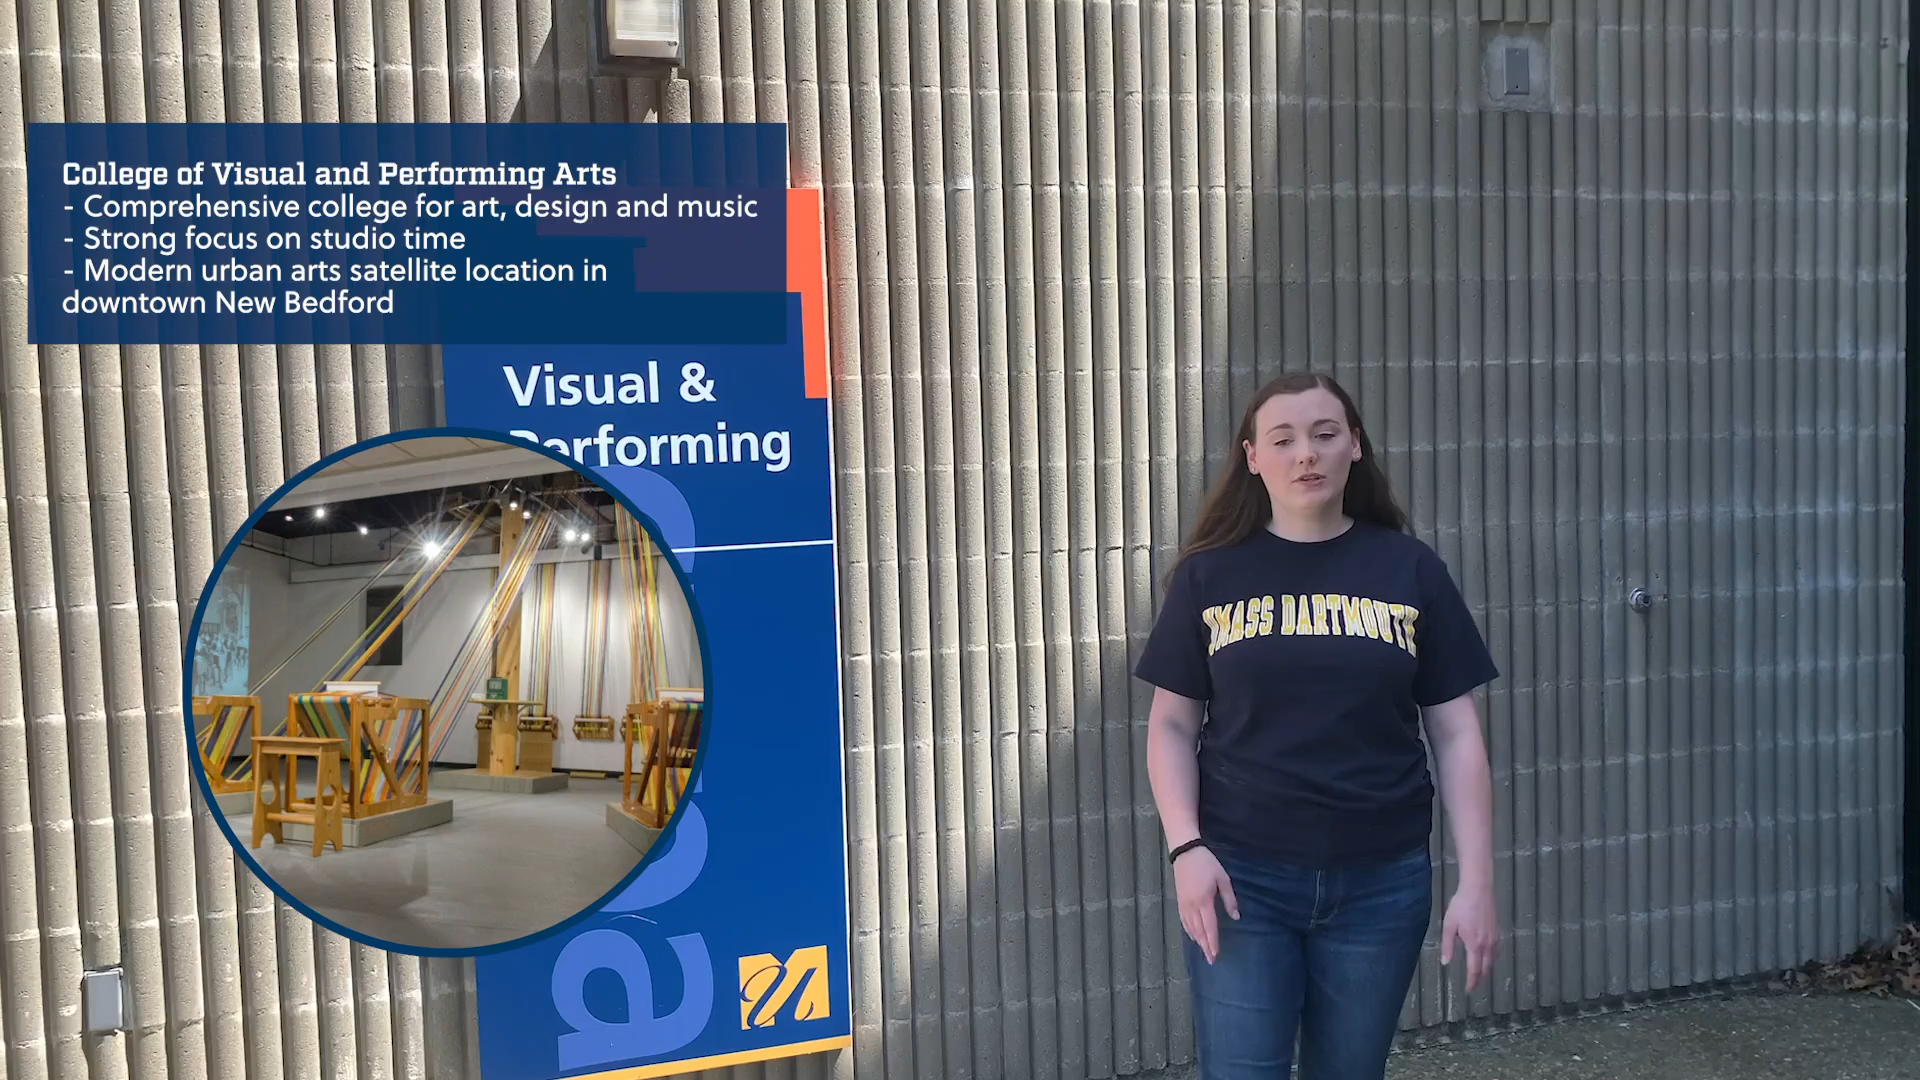 College of Visual and Performing Arts
- Comprehensive college for art, design and music
- Strong focus on studio time
- Modern urban arts satellite location in
downtown New Bedford
Visual &
Performing
UMASS DARTMOUTH